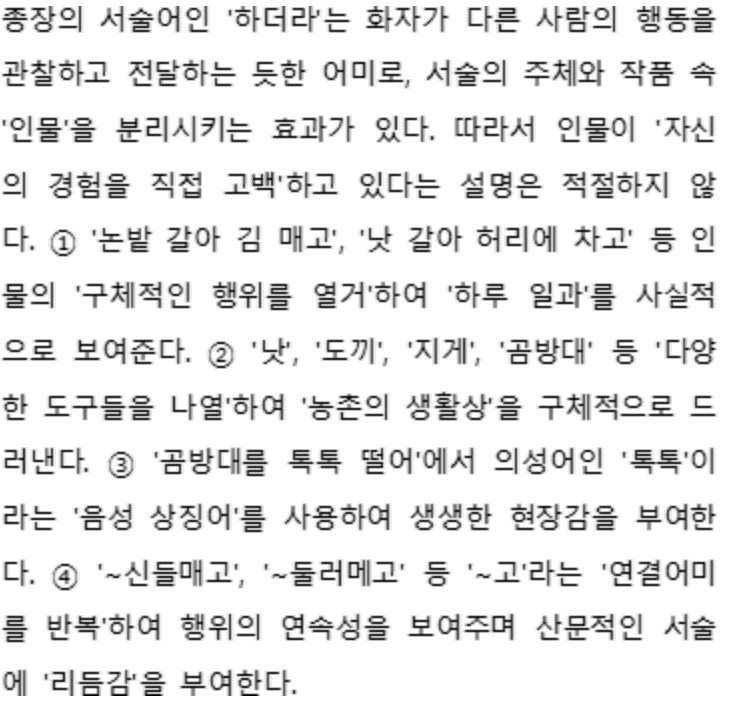 종장의 서술어인 '하더라'는 화자가 다른 사람의 행동을
관찰하고 전달하는 듯한 어미로, 서술의 주체와 작품 속
'인물'을 분리시키는 효과가 있다. 따라서 인물이 '자신
의 경험을 직접 고백'하고 있다는 설명은 적절하지 않
다. ① '논밭 갈아 김 매고', '낫 갈아 허리에 차고' 등 인
물의 '구체적인 행위를 열거'하여 '하루 일과'를 사실적
으로 보여준다. ② '낫', '도끼', '지게', '곰방대' 등 '다양
한 도구들을 나열'하여 '농촌의 생활상'을 구체적으로 드
러낸다. ③ '곰방대를 톡톡 떨어'에서 의성어인 '톡톡'이
라는 '음성 상징어'를 사용하여 생생한 현장감을 부여한
다. ④ '~신들매고', '~둘러메고' 등 '~고'라는 '연결어미
를 반복'하여 행위의 연속성을 보여주며 산문적인 서술
에 '리듬감'을 부여한다.